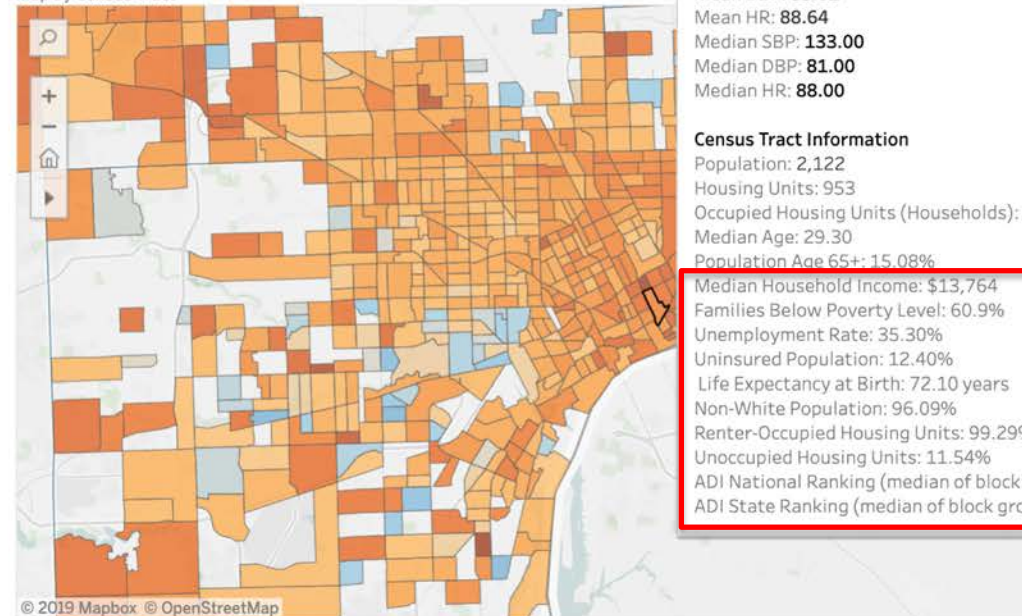 Mean HR: 88.64
Median SBP: 133.00
Median DBP: 81.00
Median HR: 88.00
Census Tract Information
Population: 2,122
Housing Units: 953
Occupied Housing Units (Households):
Median Age: 29.30
Population Age 65+: 15.08%
Median Household Income: $13,764
Families Below Poverty Level: 60.9%
Unemployment Rate: 35.30%
Uninsured Population: 12.40%
Life Expectancy at Birth: 72.10 years
Non-White Population: 96.09%
Renter-Occupied Housing Units: 99.29%
Unoccupied Housing Units: 11.54%
ADI National Ranking (median of block
ADI State Ranking (median of block
© 2019 Mapbox © OpenStreetMap